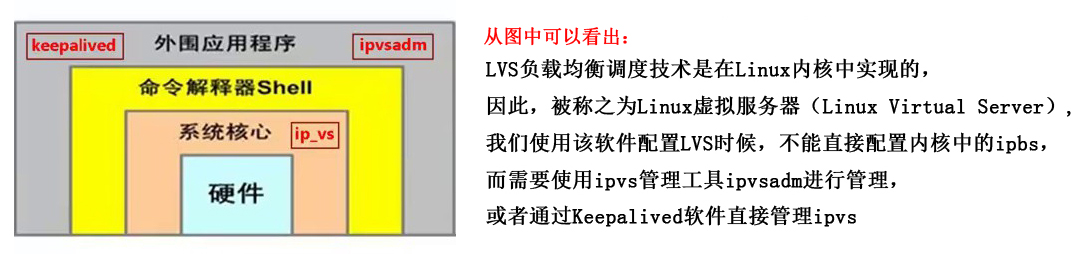 keepalived
外围应用程序
ipvsadm
命令解释器Shell
系统核心
ip_vs
硬件
从图中可以看出：
LVS负载均衡调度技术是在Linux内核中实现的，
因此，被称之为Linux虚拟服务器（Linux Virtual Server），
我们使用该软件配置LVS时候，不能直接配置内核中的ipbs，
而需要使用ipvs管理工具ipvsadm进行管理，
或者通过Keepalived软件直接管理ipvs